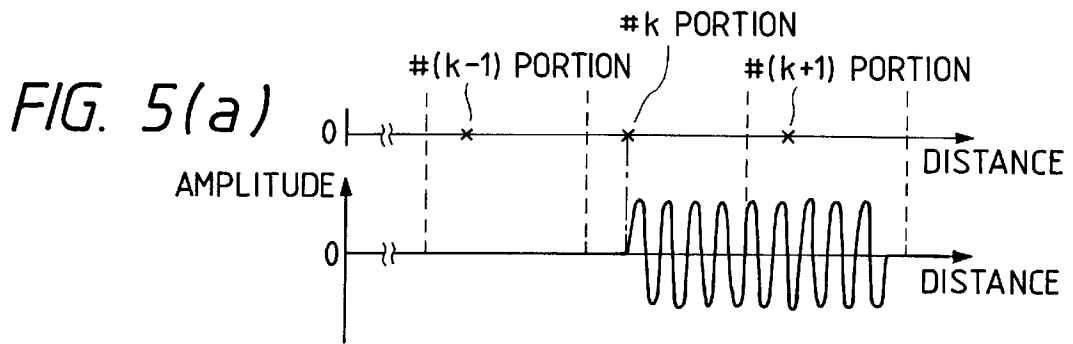 #k PORTION
#(k-1) PORTION
#(k+1) PORTION
FIG. 5(a)
0
DISTANCE
AMPLITUDE
0
DISTANCE